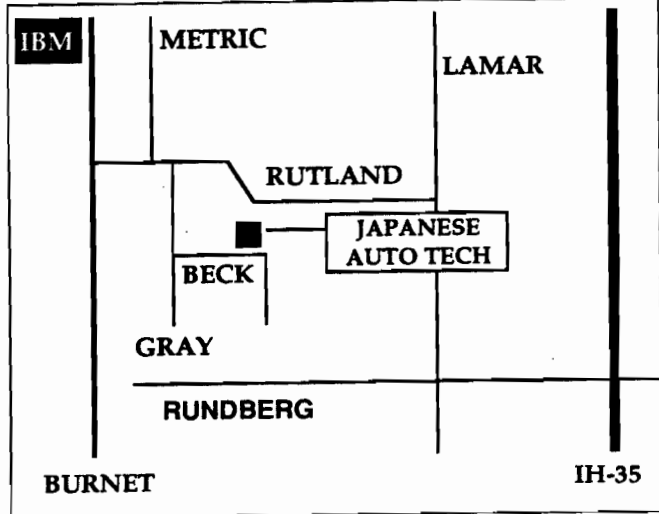 IBM
METRIC
LAMAR
RUTLAND
JAPANESE
AUTO TECH
BECK
GRAY
RUNDBERG
BURNET
IH-35